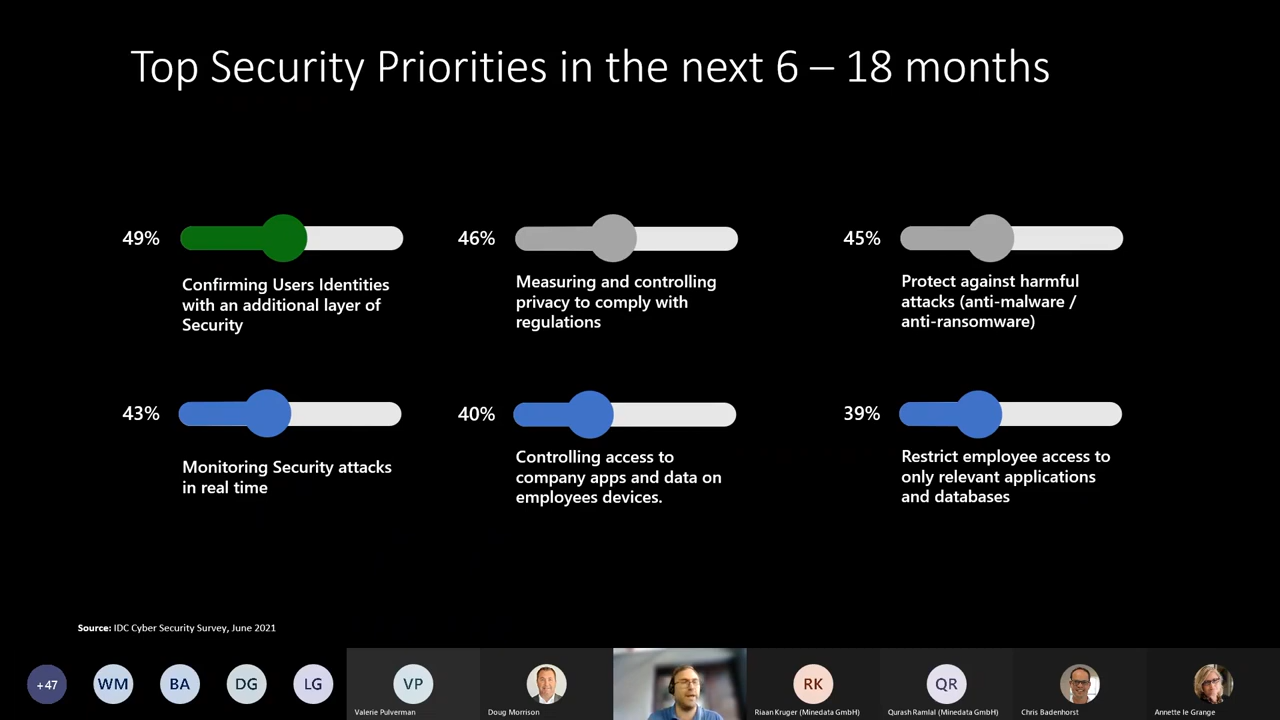 Top Security Priorities in the next 6 – 18 months
49%
Confirming Users Identities
with an additional layer of
Security
46%
Measuring and controlling
privacy to comply with
regulations
45%
Protect against harmful
attacks (anti-malware /
anti-ransomware)
43%
Monitoring Security attacks
in real time
40%
Controlling access to
company apps and data on
employees devices.
39%
Restrict employee access to
only relevant applications
and databases
Source: IDC Cyber Security Survey, June 2021
+47
WM
BA
DG
LG
VP
Valerie Pulverman
Doug Morrison
RK
Riaan Kruger (Minedata GmbH)
QR
Qurash Ramlal (Minedata GmbH)
Chris Badenhorst
Annette le Grange